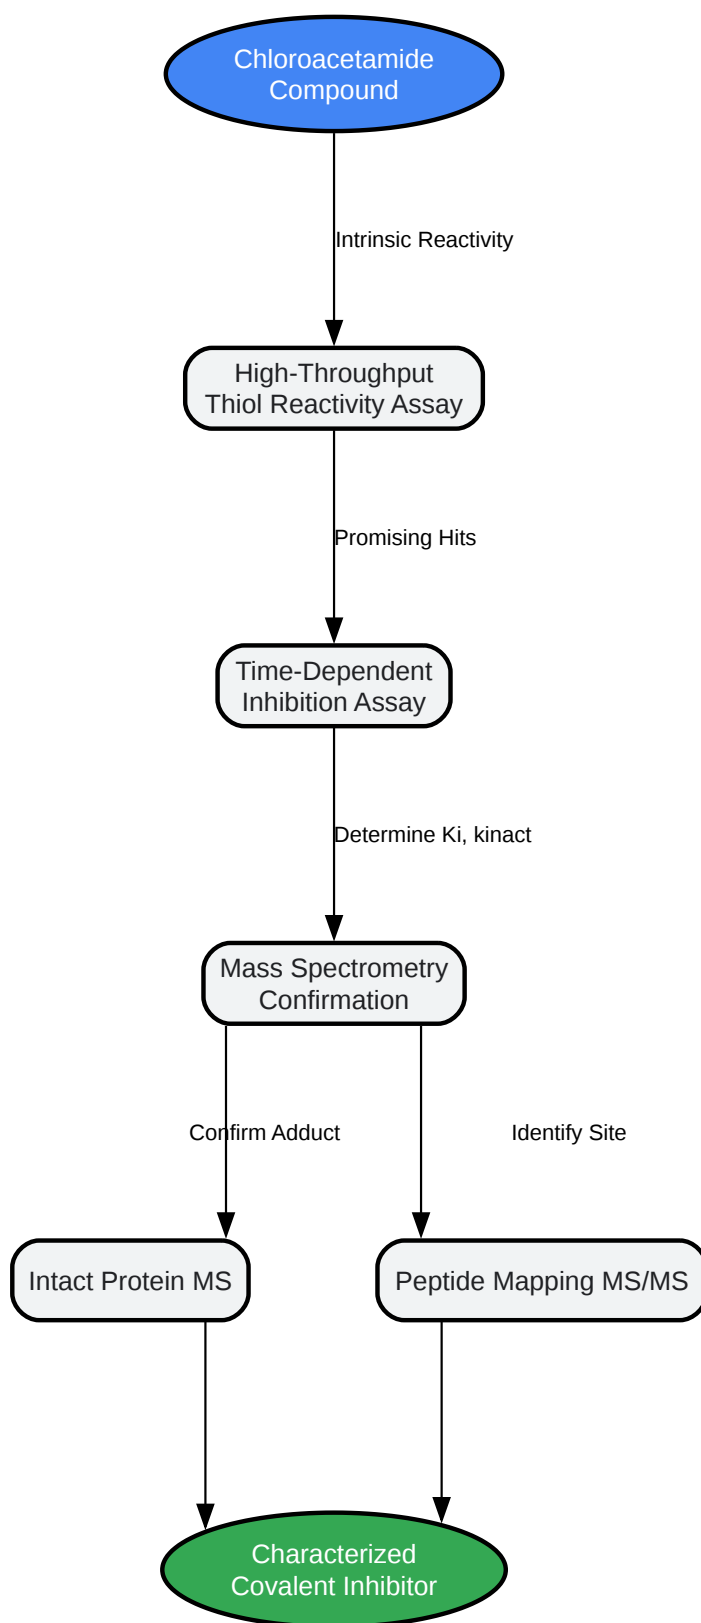 Chloroacetamide
Compound
Intrinsic Reactivity
High-Throughput
Thiol Reactivity Assay
Promising Hits
Time-Dependent
Inhibition Assay
Determine Ki, kinact
Mass Spectrometry
Confirmation
Confirm Adduct
Identify Site
Intact Protein MS
Peptide Mapping MS/MS
Characterized
Covalent Inhibitor